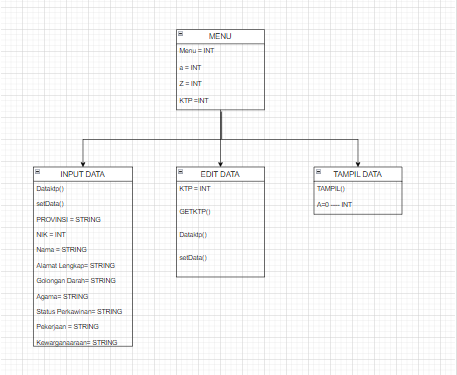 MENU
Menu = INT
a = INT
Z = INT
KTP =INT
INPUT DATA
Dataktp()
setData()
PROVINSI = STRING
NIK = INT
Nama = STRING
Alamat Lengkap= STRING
Golongan Darah= STRING
Agama= STRING
Status Perkawinan= STRING
Pekerjaan = STRING
Kewarganaaraan= STRING
EDIT DATA
KTP = INT
GETKTP()
Dataktp()
setData()
TAMPIL DATA
TAMPIL()
A=0 ---- INT